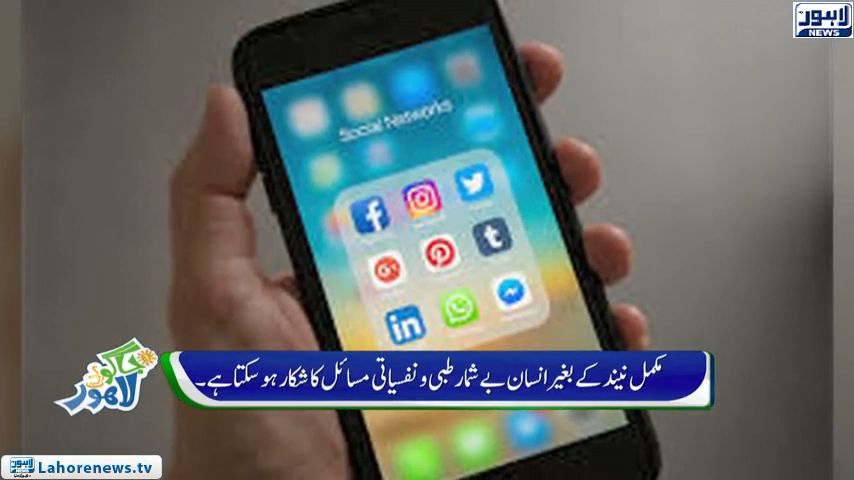 لاہور
NEWS
Social Networks
جاگو
لاہور
مکمل نیند کے بغیر انسان بے شمار طبی و نفسیاتی مسائل کا شکار ہو سکتا ہے۔
لاہور Lahorenews.tv